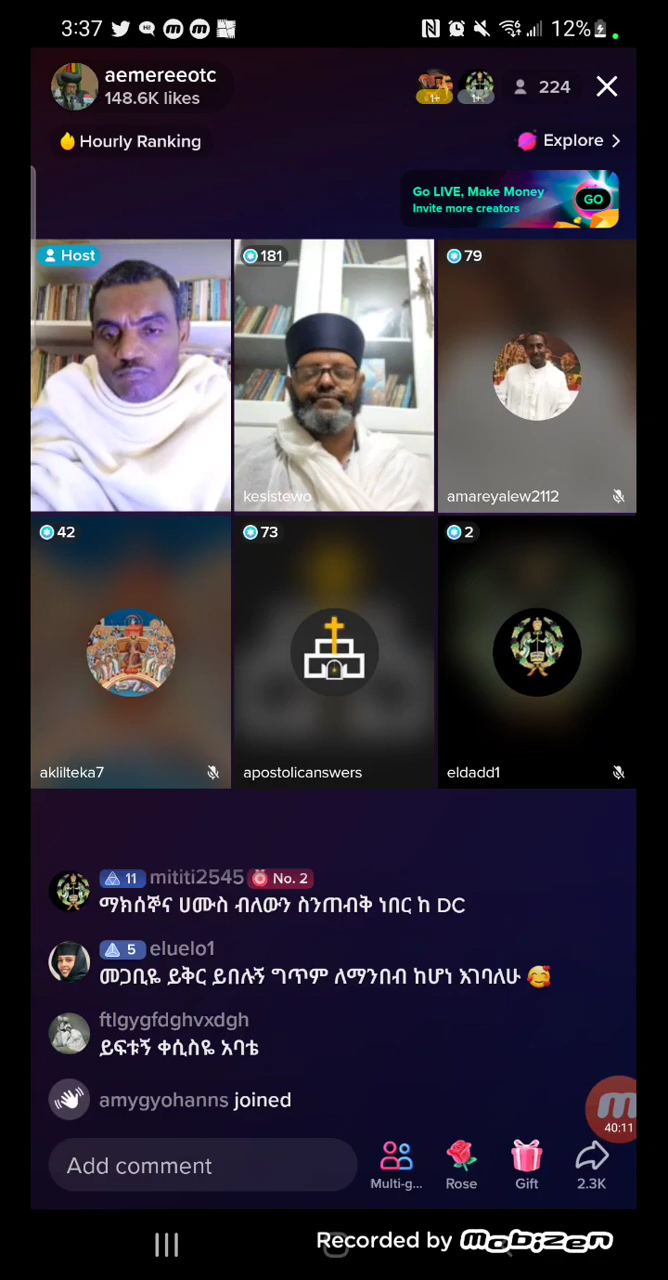 3:37
12%
aemereeotc
148.6K likes
1+
1+
224
Hourly Ranking
Explore
Go LIVE, Make Money
Invite more creators
GO
Host
181
79
kesistewo
amareyalew2112
42
73
2
aklilteka7
apostolicanswers
eldadd1
11 mititi2545 No. 2
ማክሰኞና ሀሙስ ብለውን ስንጠብቅ ነበር ከ DC
5 eluelo1
መጋቢዬ ይቅር ይበሉኝ ግጥም ለማንበብ ከሆነ እገባለሁ
ftlgygfdghvxdgh
ይፍቱኝ ቀሲስዬ አባቴ
amygyohanns joined
40:11
Add comment
Multi-g...
Rose
Gift
2.3K
Recorded by mobizen